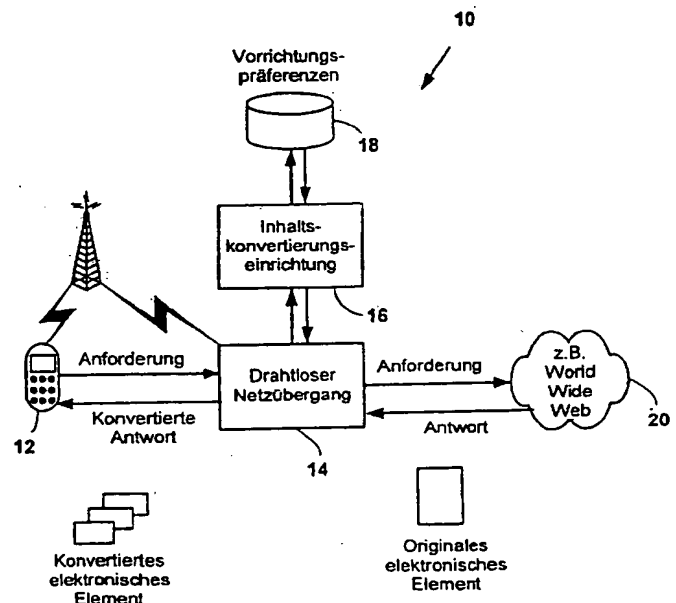 10
Vorrichtungs-
präferenzen
18
Inhalts-
konvertierungs-
einrichtung
16
Anforderung
Drahtloser
Netzübergang
Anforderung
z.B.
World
Wide
Web
Konvertierte
Antwort
Antwort
12
14
20
Konvertiertes
elektronisches
Element
Originales
elektronisches
Element